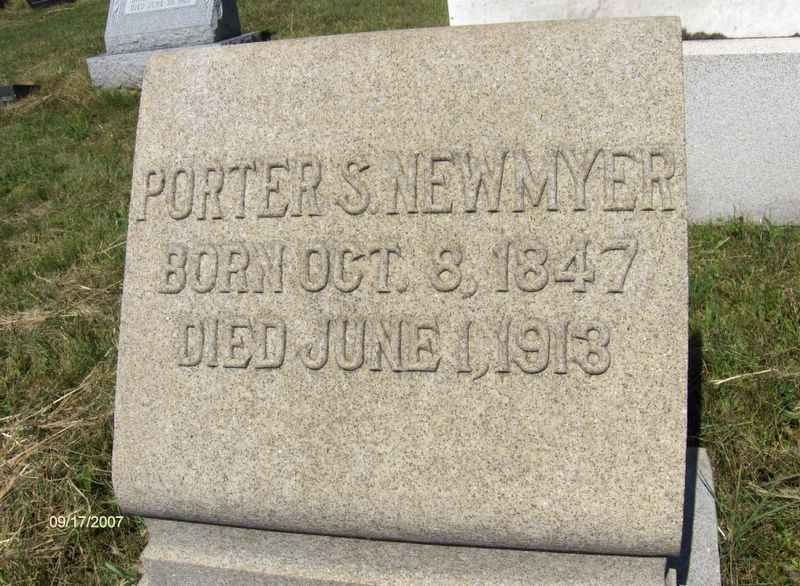 PORTER S. NEWMYER
BORN OCT. 8, 1847
DIED JUNE 1, 1913
09/17/2007